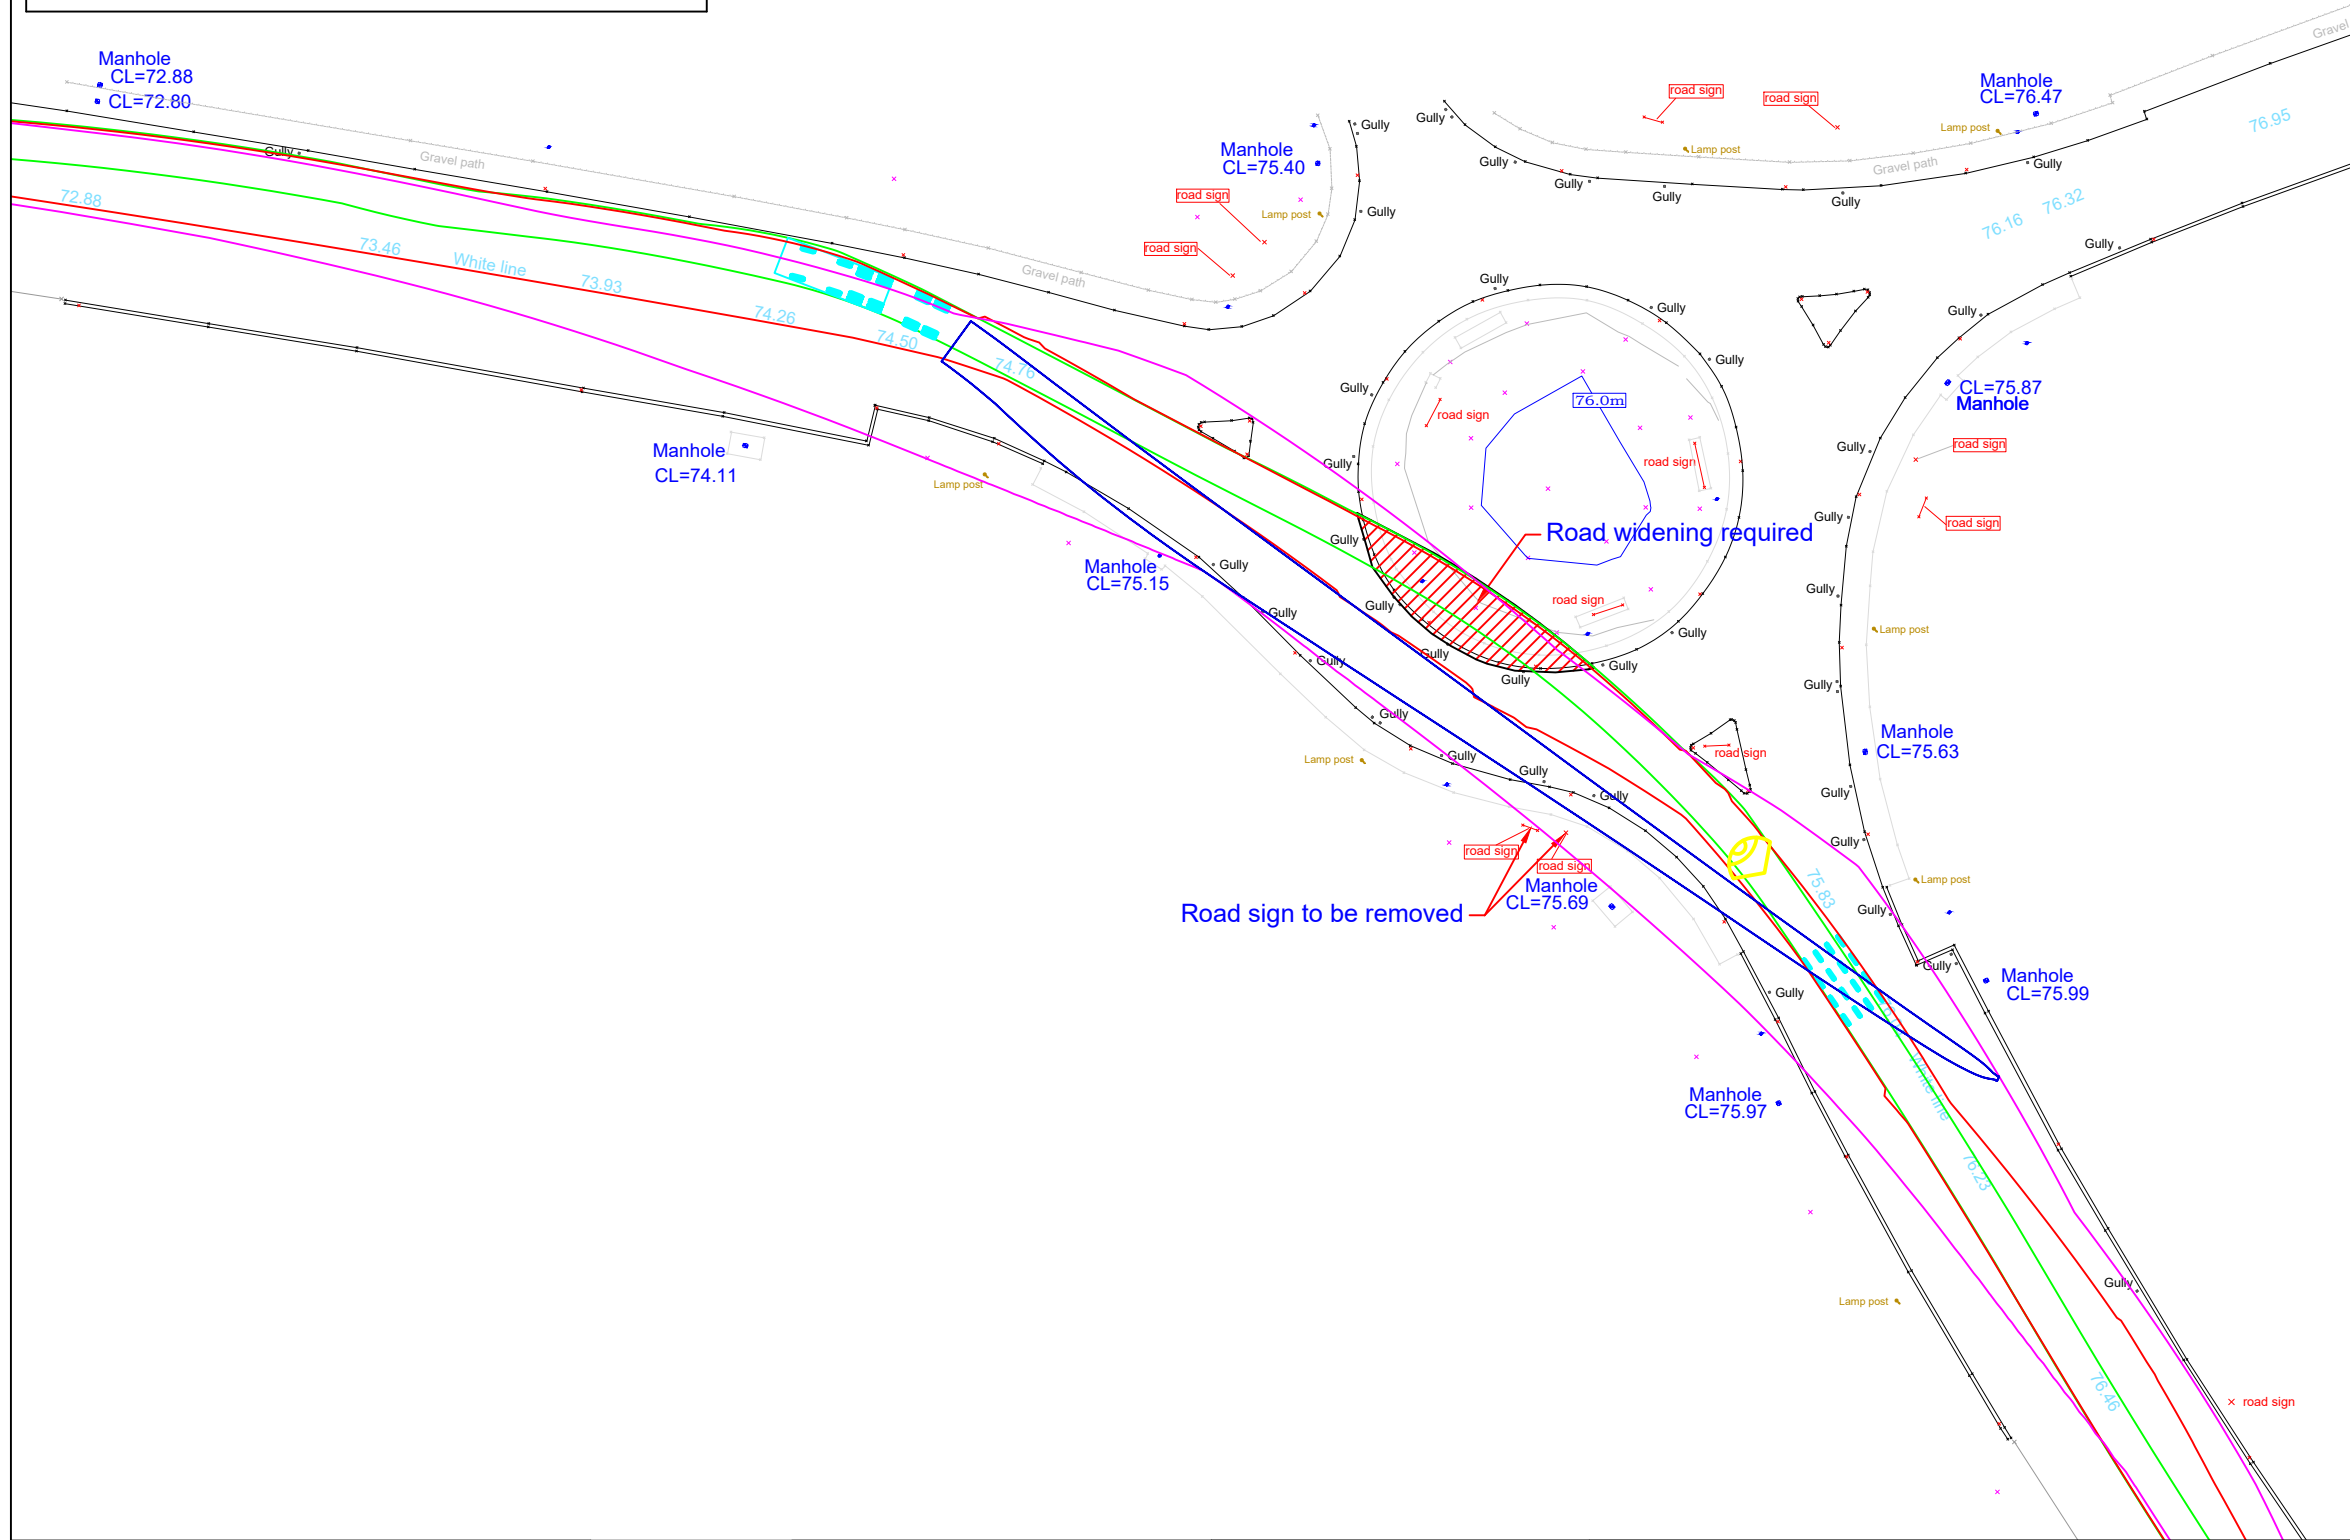 Manhole
CL=72.88
CL=72.80
Gully
Gravel path
72.88
73.46
White line
73.93
74.26
74.50
74.76
Gravel path
Manhole
CL=75.40
road sign
road sign
Lamp post
Gully
Gully
Gully
Gully
Gully
Gully
Gully
road sign
road sign
Lamp post
Gravel path
Lamp post
Manhole
CL=76.47
Gully
Gravel
76.95
76.32
76.16
Gully
Gully
Gully
Gully
Gully
Gully
76.0m
road sign
road sign
Gully
CL=75.87
Manhole
road sign
road sign
Gully
Gully
Manhole
CL=74.11
Lamp post
Gully
Road widening required
Manhole
CL=75.15
Gully
Gully
Gully
road sign
Gully
Gully
Gully
Gully
Gully
Gully
Gully
Lamp post
Gully
Gully
Gully
Gully
Lamp post
road sign
Manhole
CL=75.63
Gully
Gully
road sign
road sign
Manhole
CL=75.69
Road sign to be removed
75.83
Lamp post
Gully
Gully
Gully
Manhole
CL=75.99
White line
Manhole
CL=75.97
76.23
Gully
Lamp post
76.46
road sign